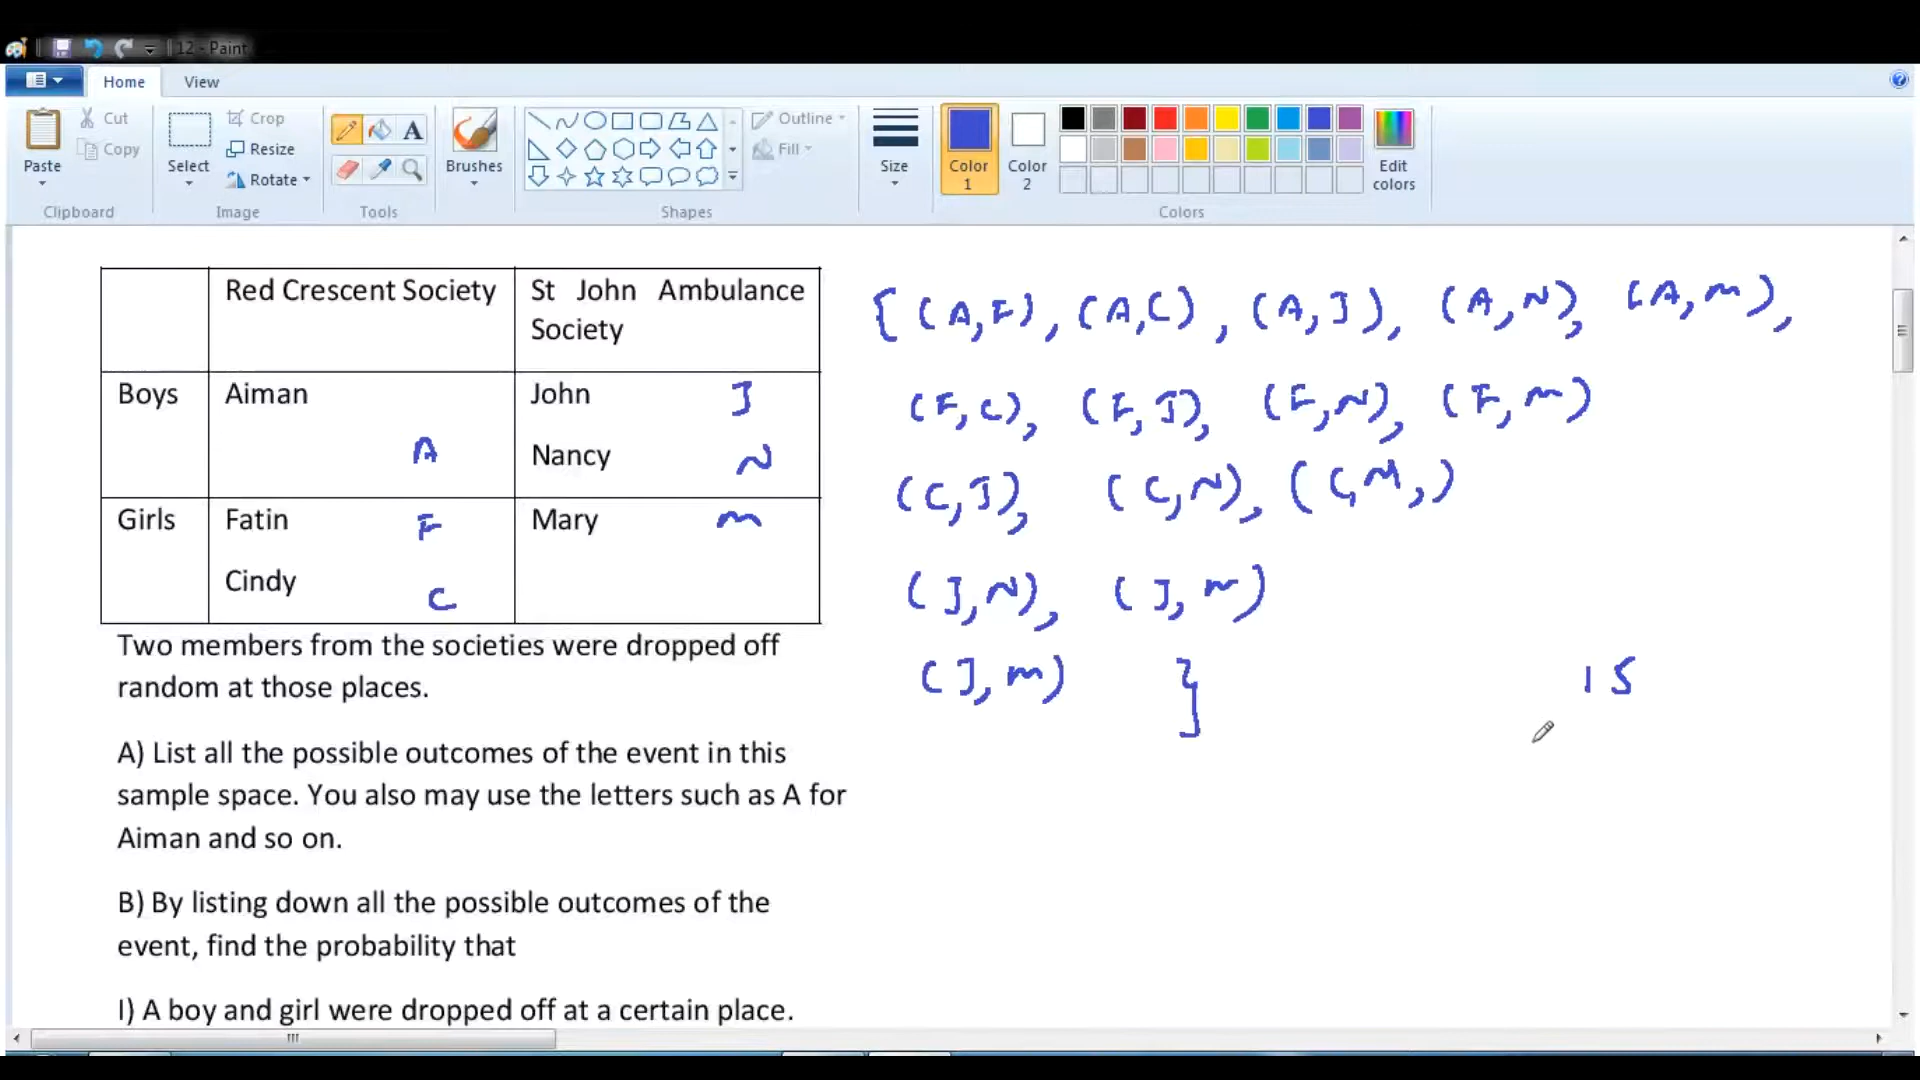 12 - Paint
Home View
Cut
Copy
Paste
Clipboard
Select
Crop
Resize
Rotate
Image
A
Tools
Brushes
Outline
Fill
Shapes
Size
Color 1
Color 2
Edit colors
Colors
Red Crescent Society
St John Ambulance Society
Boys
Aiman
A
John J
Nancy N
Girls
Fatin F
Cindy C
Mary M
Two members from the societies were dropped off
random at those places.
A) List all the possible outcomes of the event in this
sample space. You also may use the letters such as A for
Aiman and so on.
B) By listing down all the possible outcomes of the
event, find the probability that
I) A boy and girl were dropped off at a certain place.
{(A,F), (A,C), (A,J), (A,N), (A,M),
(F,C), (F,J), (F,N), (F,M)
(C,J), (C,N), (C,M,)
(J,N), (J,M)
(J,M) }
15